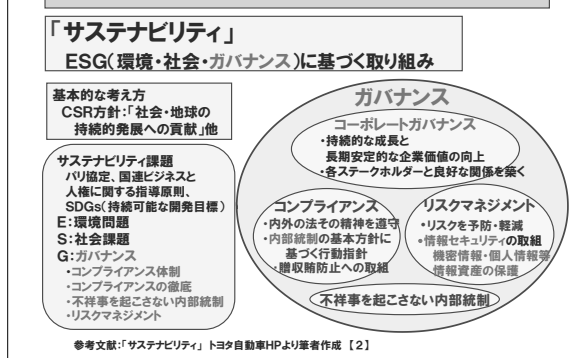 「サステナビリティ」
ESG(環境・社会・ガバナンス)に基づく取り組み
基本的な考え方
CSR方針:「社会・地球の
持続的発展への貢献」他
サステナビリティ課題
パリ協定、国連ビジネスと
人権に関する指導原則、
SDGs(持続可能な開発目標)
E:環境問題
S:社会課題
G:ガバナンス
・コンプライアンス体制
・コンプライアンスの徹底
・不祥事を起こさない内部統制
・リスクマネジメント
ガバナンス
コーポレートガバナンス
・持続的な成長と
長期安定的な企業価値の向上
・各ステークホルダーと良好な関係を築く
コンプライアンス
・内外の法その精神を遵守
・内部統制の基本方針に
基づく行動指針
・贈収賄防止への取組
リスクマネジメント
・リスクを予防・軽減
・情報セキュリティの取組
機密情報・個人情報等
情報資産の保護
不祥事を起こさない内部統制
参考文献:「サステナビリティ」 トヨタ自動車HPより筆者作成 【2】